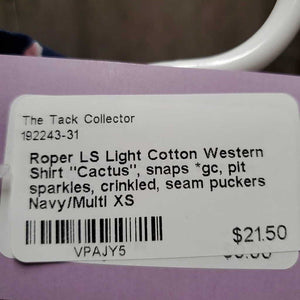 The Tack Collector
192243-31
Roper LS Light Cotton Western
Shirt "Cactus", snaps *gc, pit
sparkles, crinkled, seam puckers
Navy/Multi XS
VPAJY5
$21.50